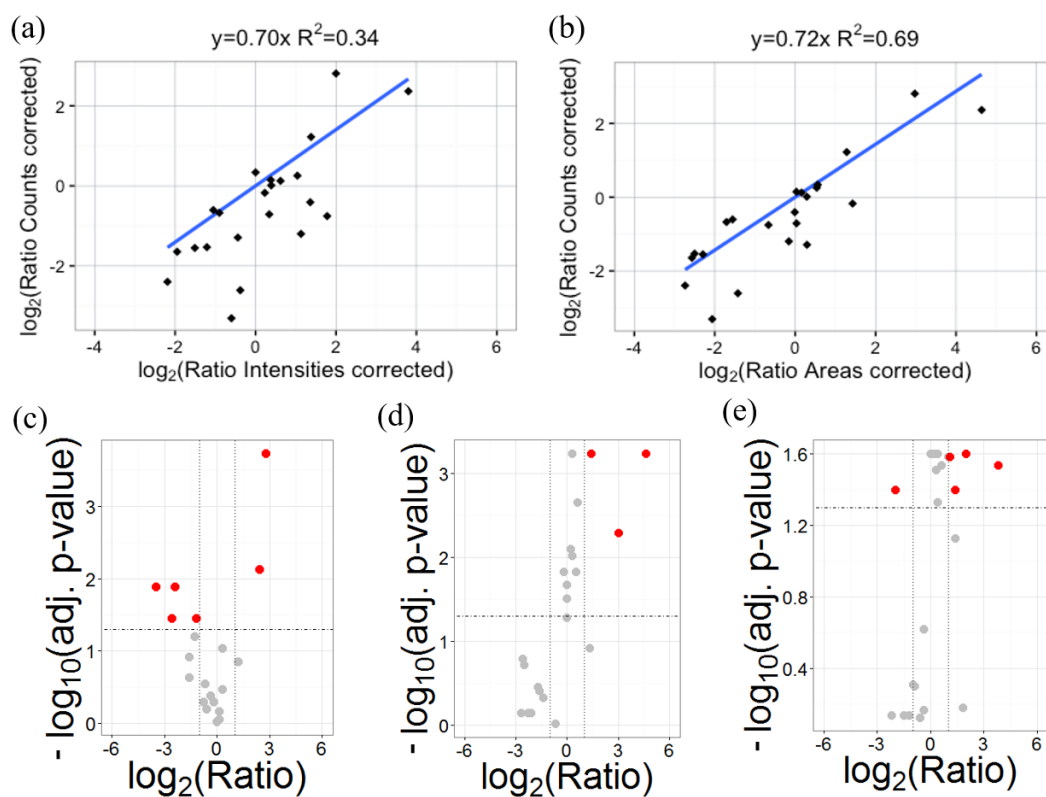 (a)
y=0.70x R²=0.34
log₂(Ratio Counts corrected)
2
0
-2
-4 -2 0 2 4 6
log₂(Ratio Intensities corrected)
(b)
y=0.72x R²=0.69
log₂(Ratio Counts corrected)
2
0
-2
-4 -2 0 2 4 6
log₂(Ratio Areas corrected)
(c)
- log₁₀(adj. p-value)
3
2
1
0
-6 -3 0 3 6
log₂(Ratio)
(d)
- log₁₀(adj. p-value)
3
2
1
0
-6 -3 0 3 6
log₂(Ratio)
(e)
- log₁₀(adj. p-value)
1.6
1.2
0.8
0.4
-6 -3 0 3 6
log₂(Ratio)